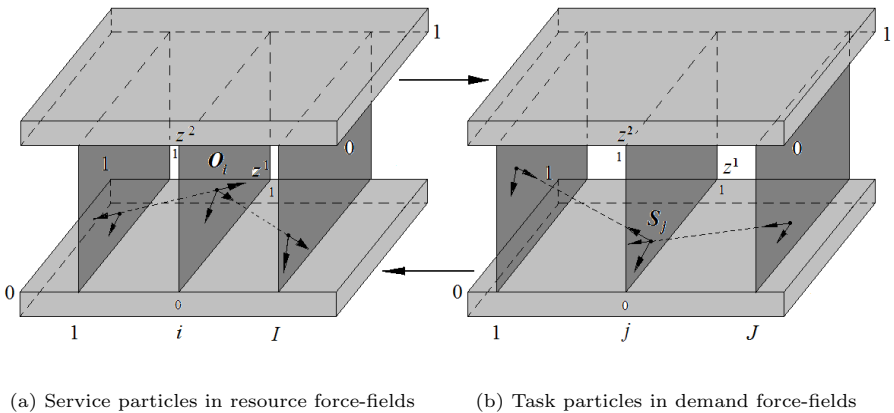 1
1
z²
z²
1
1
1
O_i
z¹
0
1
1
S_j
z¹
0
1
0
0
0
0
1
i
I
1
j
J
(a) Service particles in resource force-fields
(b) Task particles in demand force-fields